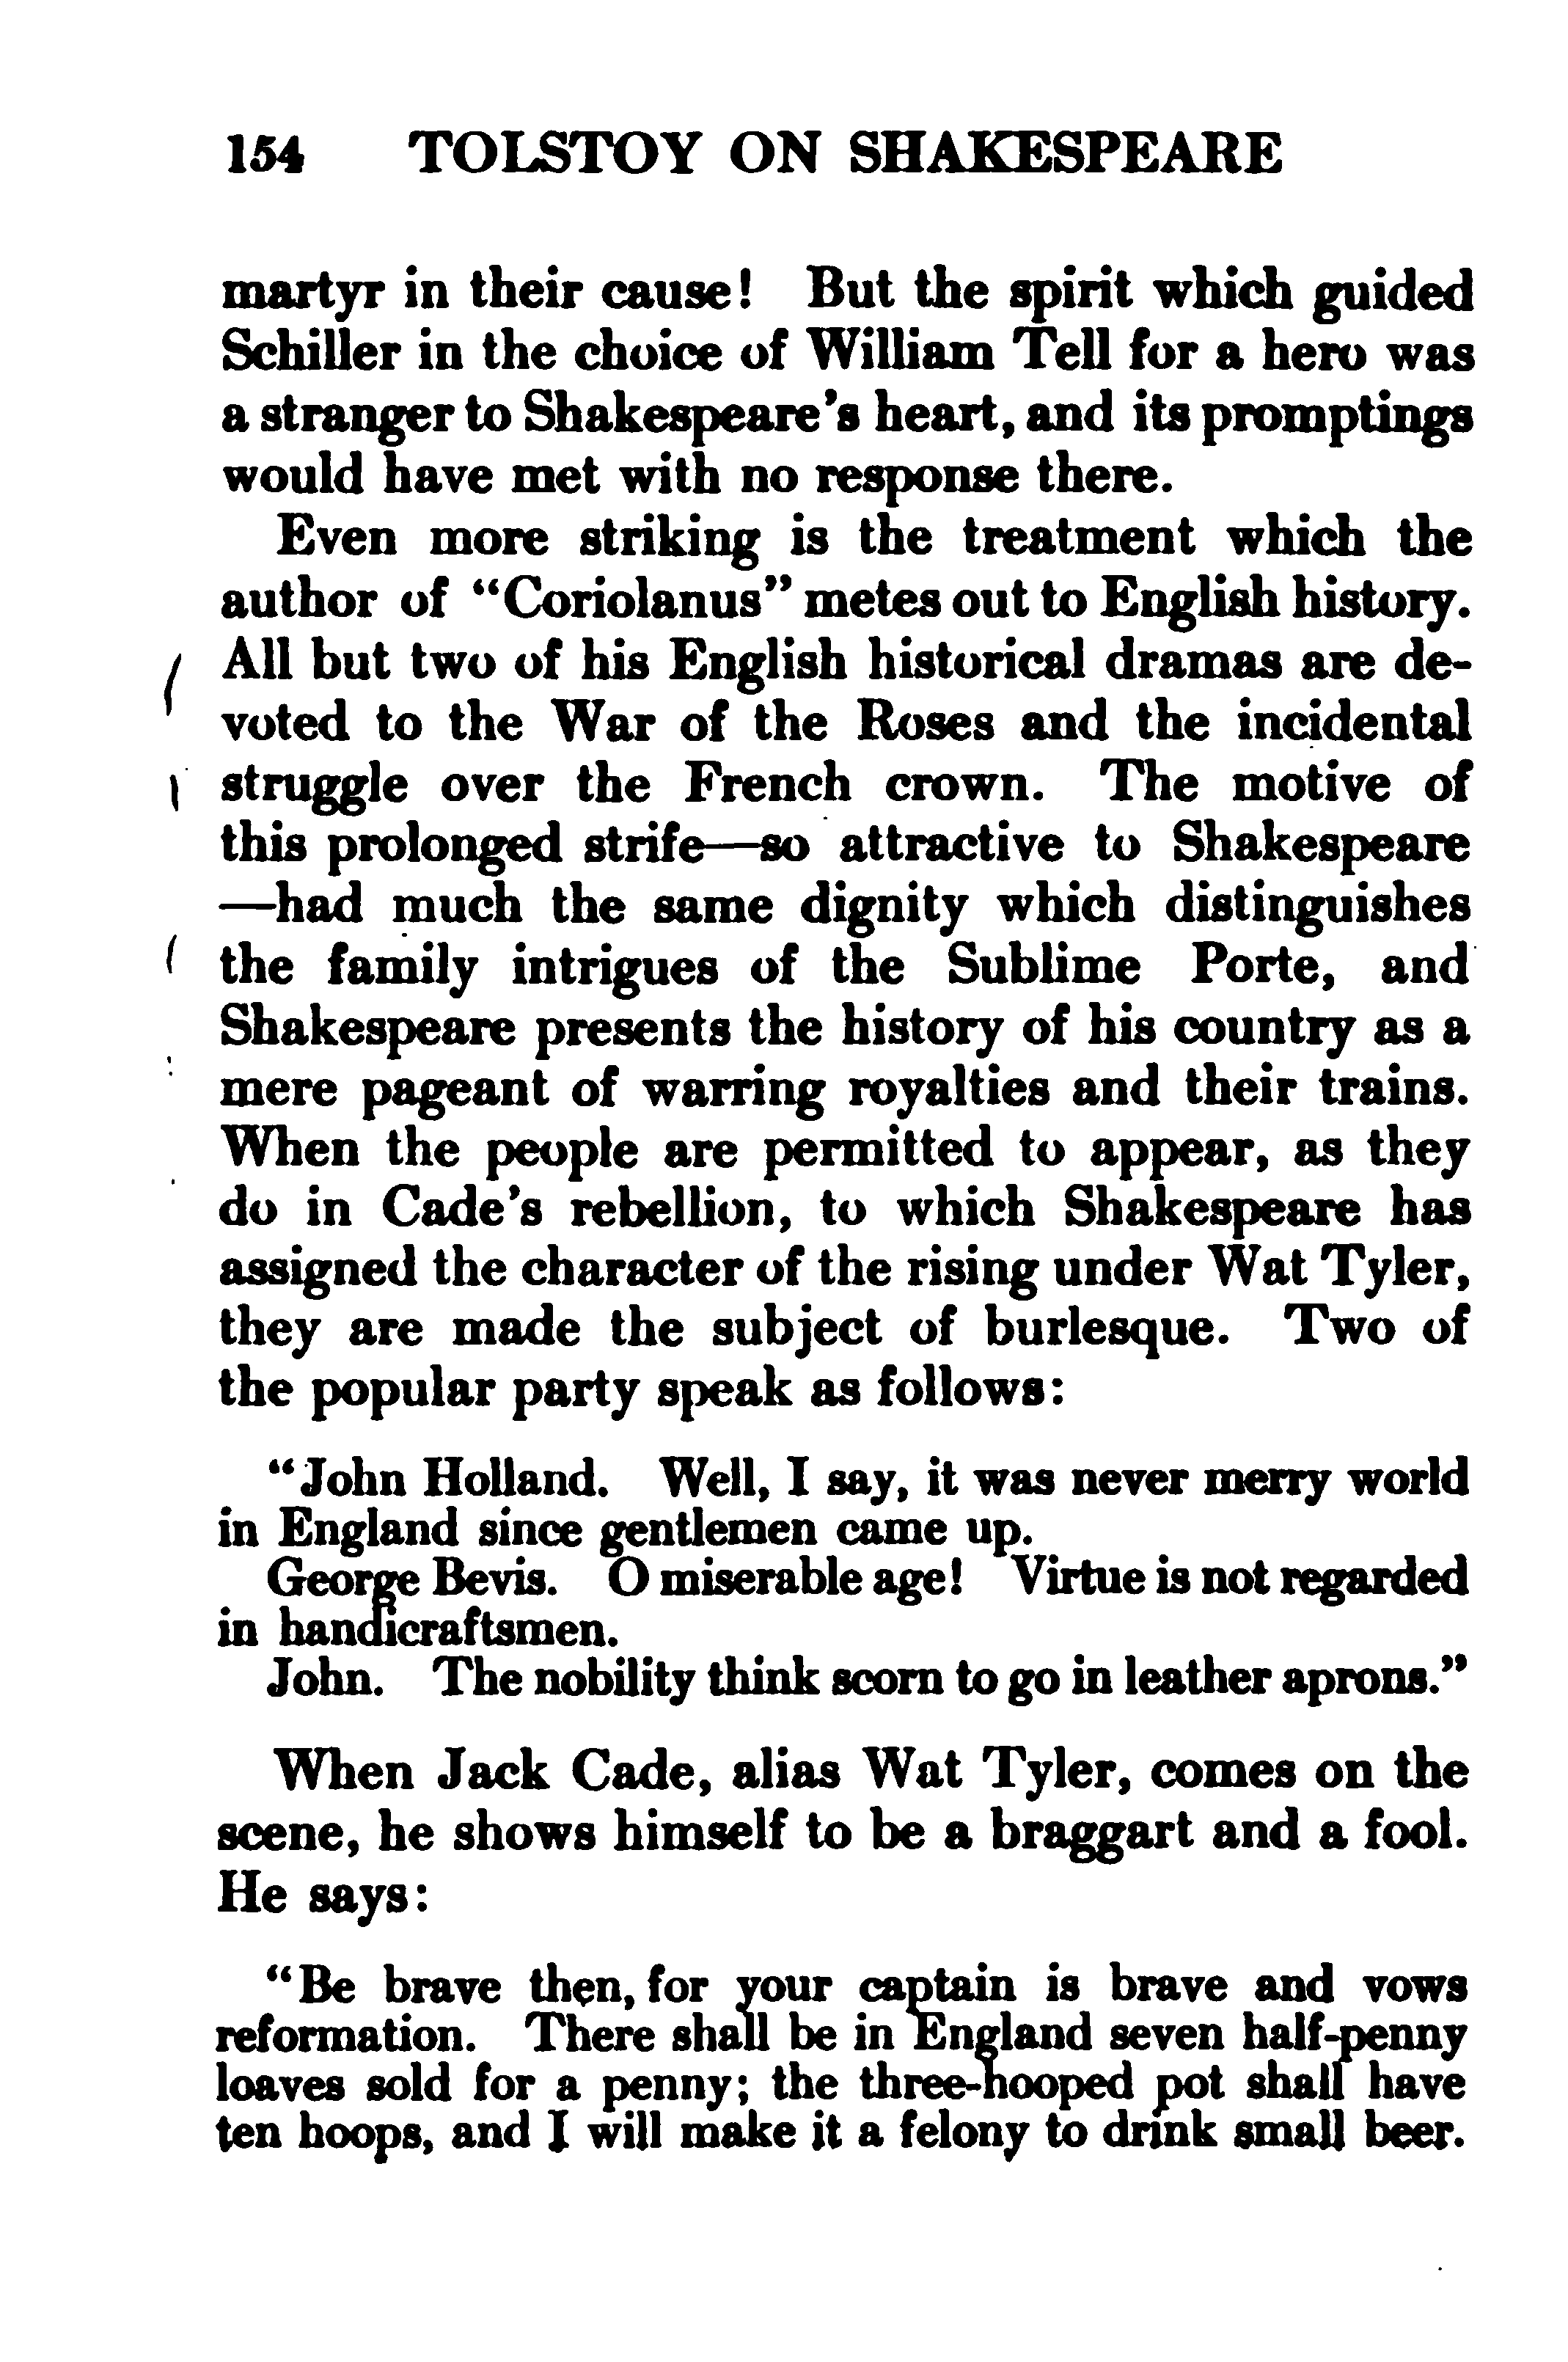 154 TOLSTOY ON SHAKESPEARE
martyr in their cause! But the spirit which guided
Schiller in the choice of William Tell for a hero was
a stranger to Shakespeare's heart, and its promptings
would have met with no response there.
Even more striking is the treatment which the
author of "Coriolanus" metes out to English history.
All but two of his English historical dramas are de-
voted to the War of the Roses and the incidental
struggle over the French crown. The motive of
this prolonged strife—so attractive to Shakespeare
—had much the same dignity which distinguishes
the family intrigues of the Sublime Porte, and
Shakespeare presents the history of his country as a
mere pageant of warring royalties and their trains.
When the people are permitted to appear, as they
do in Cade's rebellion, to which Shakespeare has
assigned the character of the rising under Wat Tyler,
they are made the subject of burlesque. Two of
the popular party speak as follows:
"John Holland. Well, I say, it was never merry world
in England since gentlemen came up.
George Bevis. O miserable age! Virtue is not regarded
in handicraftsmen.
John. The nobility think scorn to go in leather aprons."
When Jack Cade, alias Wat Tyler, comes on the
scene, he shows himself to be a braggart and a fool.
He says:
"Be brave then, for your captain is brave and vows
reformation. There shall be in England seven half-penny
loaves sold for a penny; the three-hooped pot shall have
ten hoops, and I will make it a felony to drink small beer.